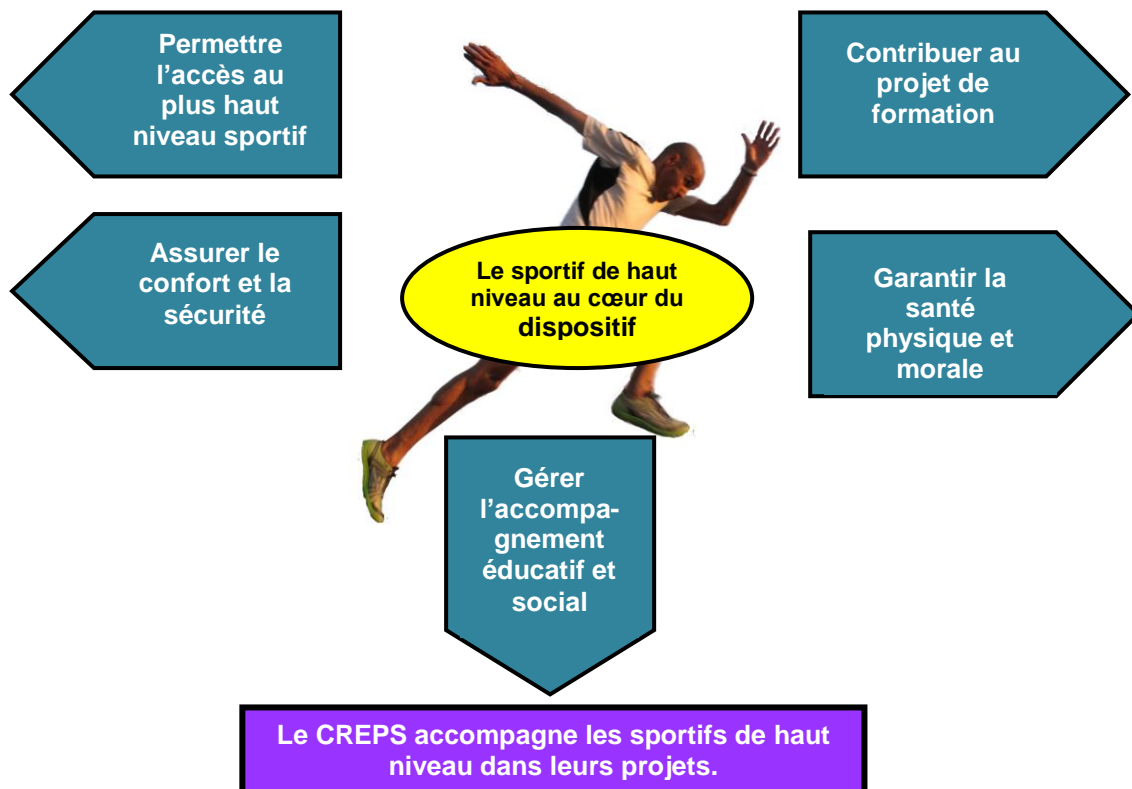 Permettre
l’accès au
plus haut
niveau sportif
Contribuer au
projet de
formation
Assurer le
confort et la
sécurité
Le sportif de haut
niveau au cœur du
dispositif
Garantir la
santé
physique et
morale
Gérer
l’accompa-
gnement
éducatif et
social
Le CREPS accompagne les sportifs de haut
niveau dans leurs projets.